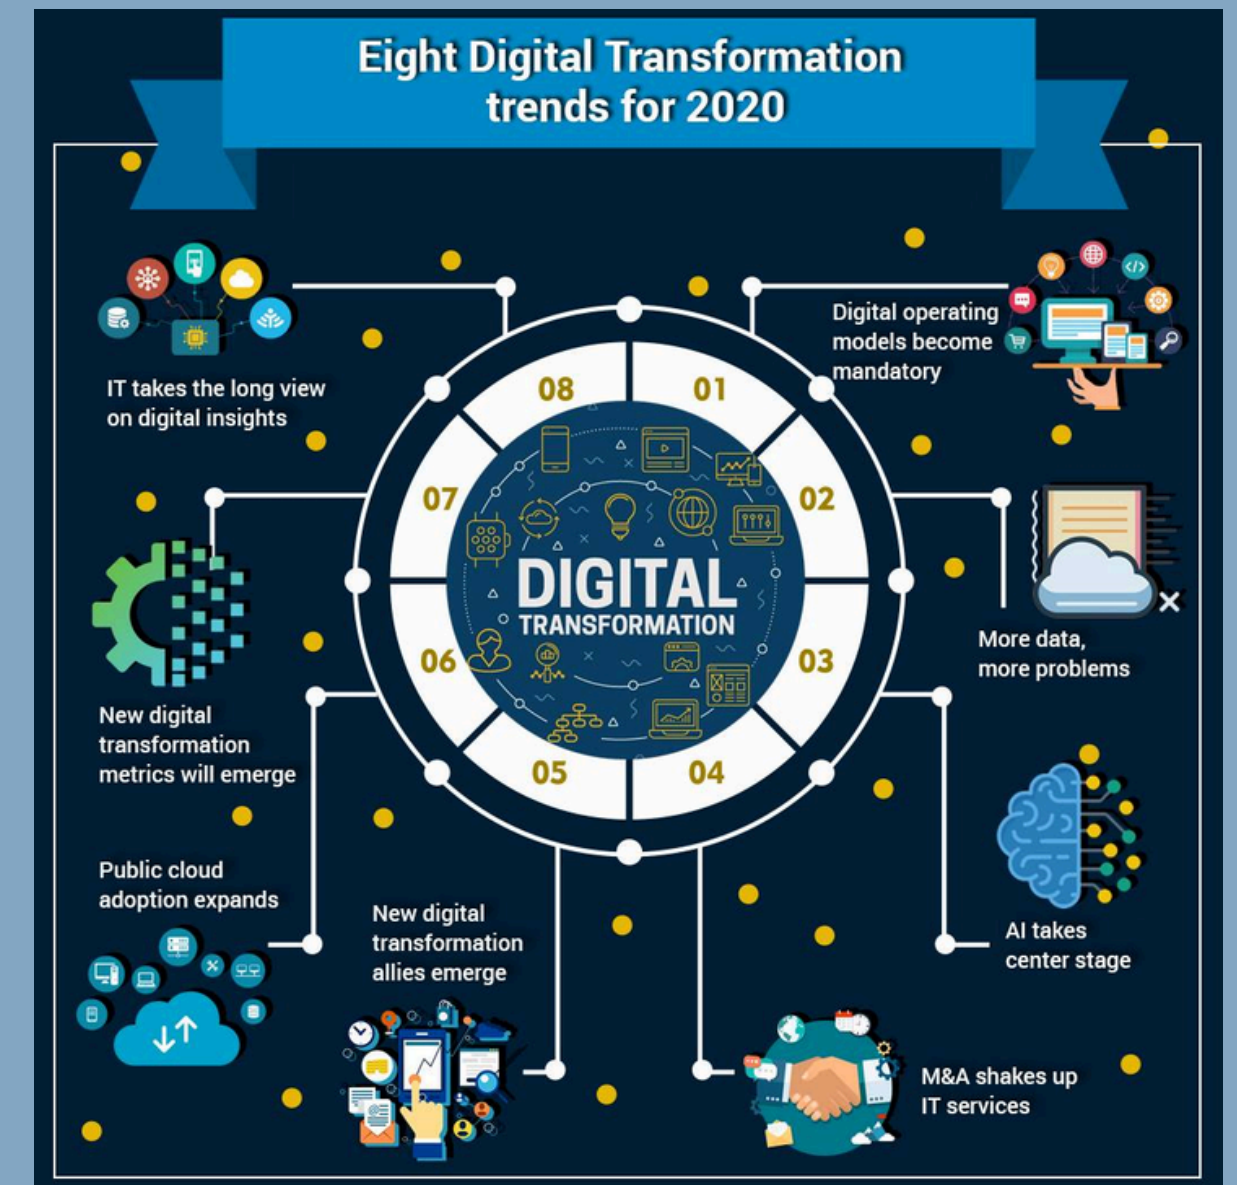 Eight Digital Transformation
trends for 2020
01
Digital operating
models become
mandatory
02
More data,
more problems
03
AI takes
center stage
04
M&A shakes up
IT services
05
New digital
transformation
allies emerge
06
Public cloud
adoption expands
07
New digital
transformation
metrics will emerge
08
IT takes the long view
on digital insights
DIGITAL
TRANSFORMATION